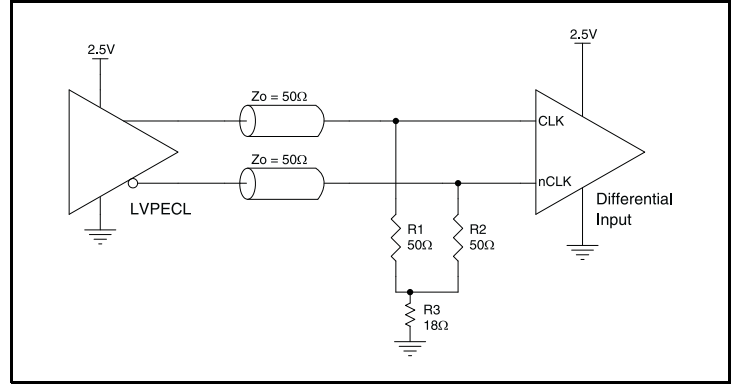 2.5V
2.5V
Zo = 50Ω
CLK
Zo = 50Ω
nCLK
LVPECL
Differential
Input
R1
50Ω
R2
50Ω
R3
18Ω